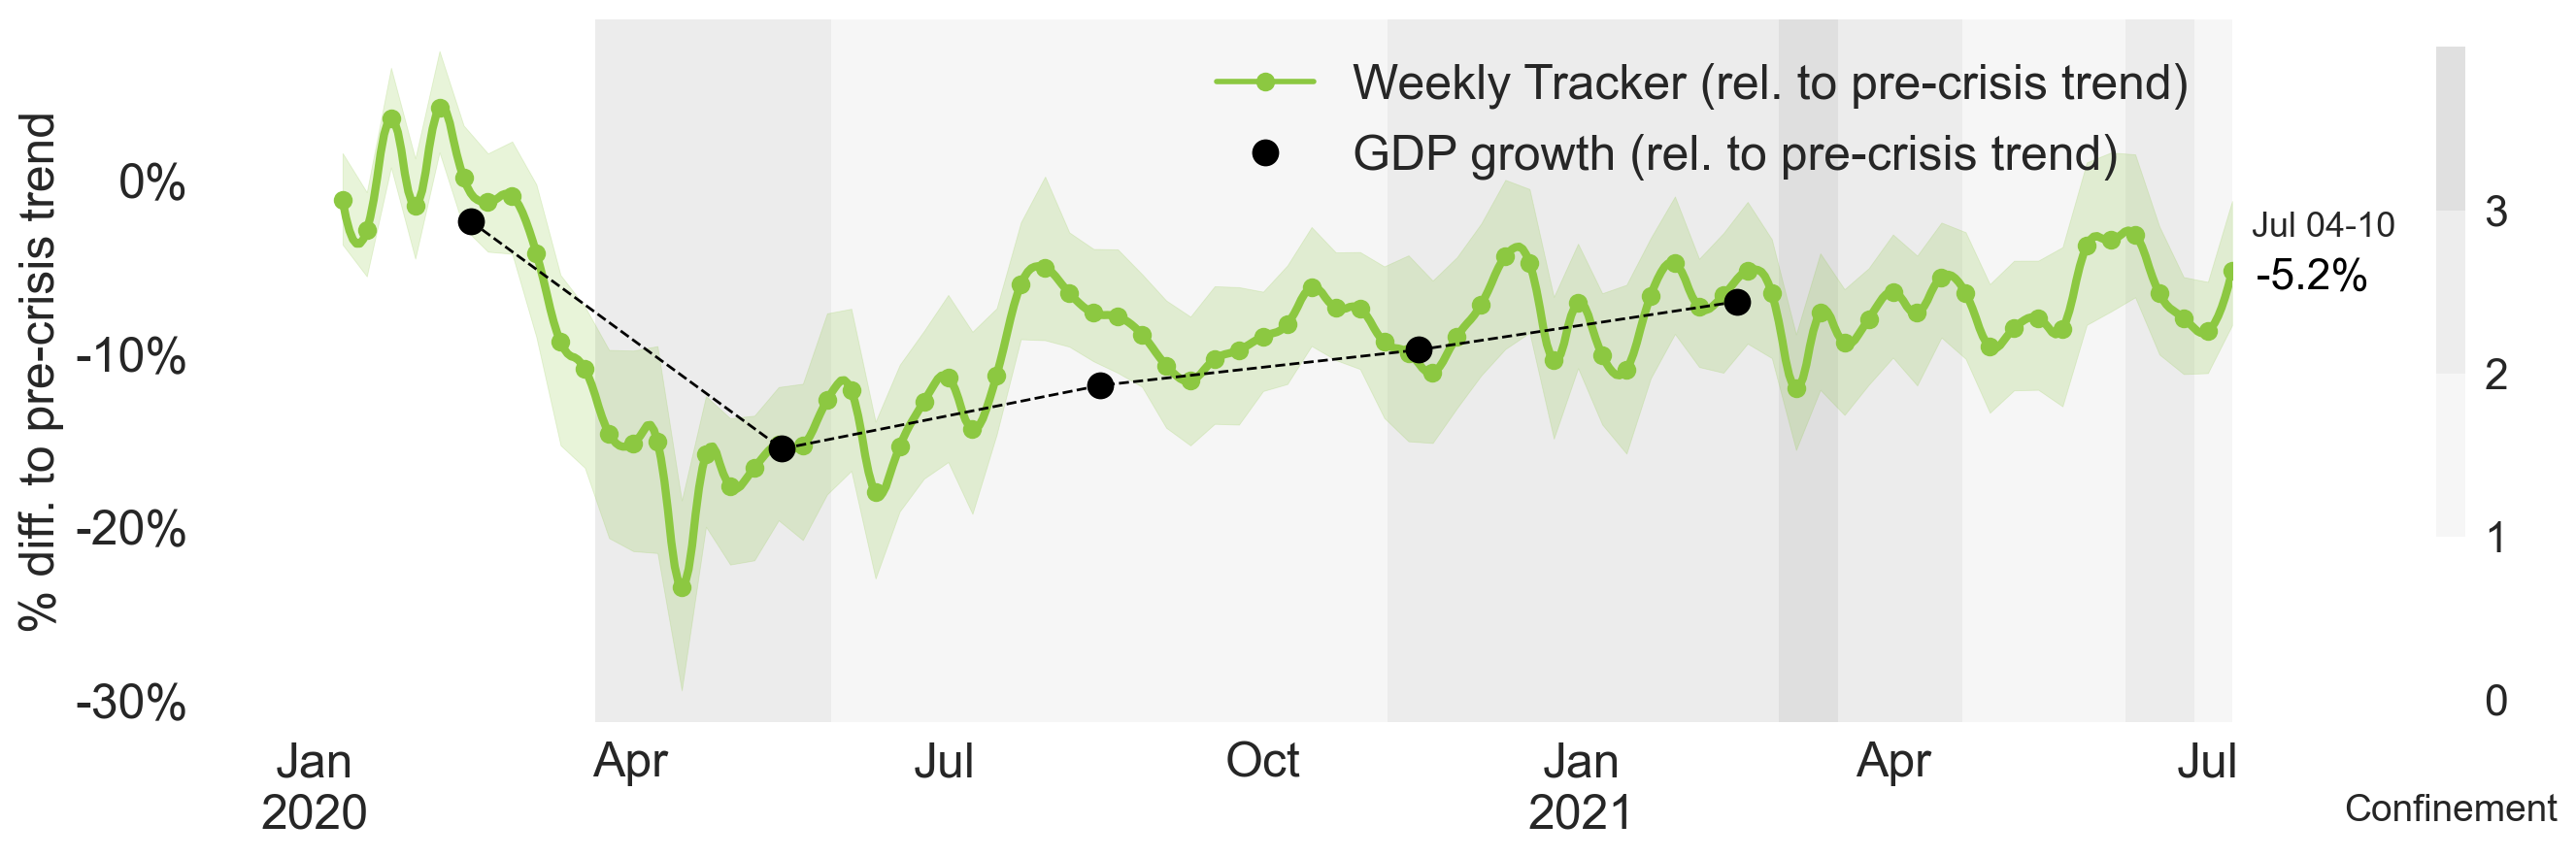 Weekly Tracker (rel. to pre-crisis trend)
GDP growth (rel. to pre-crisis trend)
% diff. to pre-crisis trend
0%
-10%
-20%
-30%
Jul 04-10
-5.2%
3
2
1
0
Jan Apr Jul Oct Jan Apr Jul
2020 2021
Confinement